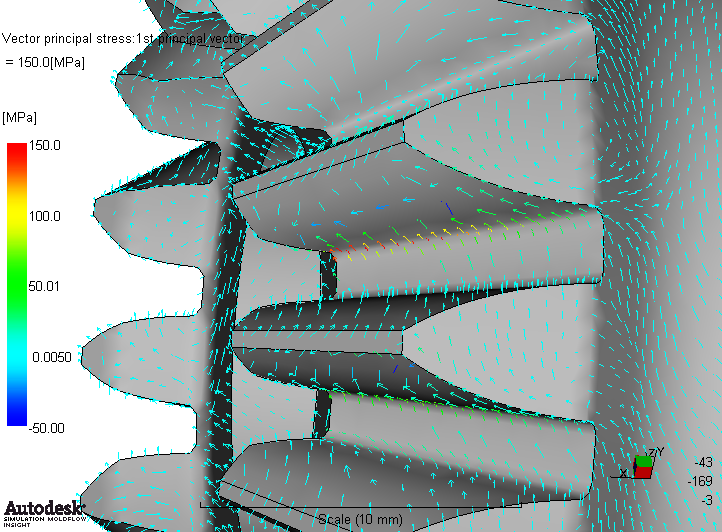 Vector principal stress:1st principal vector
= 150.0[MPa]
[MPa]
150.0
100.0
50.01
0.0050
-50.00
z/Y
X
-43
-169
-3
Scale (10 mm)
Autodesk
SIMULATION MOLDFLOW
INSIGHT